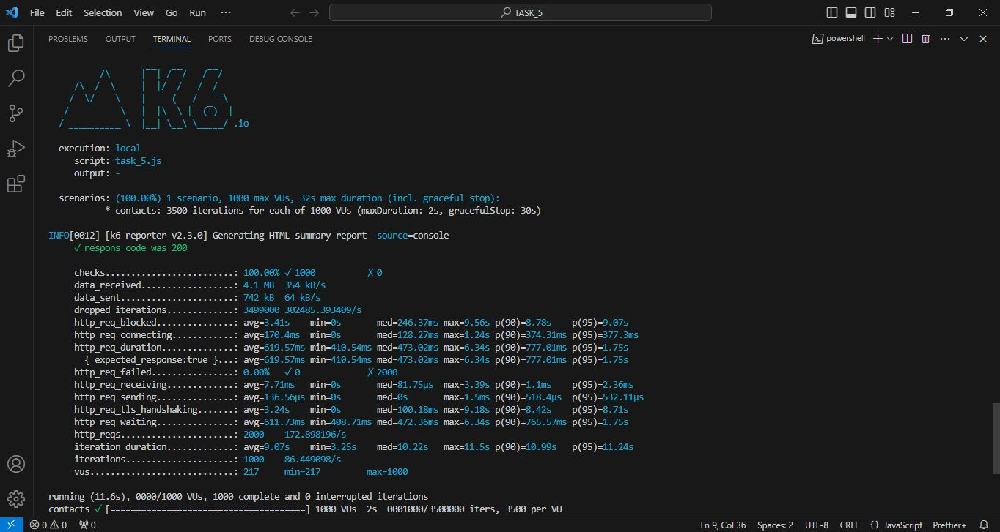 File Edit Selection View Go Run ··· TASK_5
PROBLEMS OUTPUT TERMINAL PORTS DEBUG CONSOLE powershell
.io
execution: local
script: task_5.js
output: -
scenarios: (100.00%) 1 scenario, 1000 max VUs, 32s max duration (incl. graceful stop):
* contacts: 3500 iterations for each of 1000 VUs (maxDuration: 2s, gracefulStop: 30s)
INFO[0012] [k6-reporter v2.3.0] Generating HTML summary report source=console
✓ respons code was 200
checks.........................: 100.00% ✓ 1000 ✗ 0
data_received..................: 4.1 MB 354 kB/s
data_sent......................: 742 kB 64 kB/s
dropped_iterations.............: 3499000 302485.393409/s
http_req_blocked...............: avg=3.41s min=0s med=246.37ms max=9.56s p(90)=8.78s p(95)=9.07s
http_req_connecting............: avg=170.4ms min=0s med=128.27ms max=1.24s p(90)=374.31ms p(95)=377.3ms
http_req_duration..............: avg=619.57ms min=410.54ms med=473.02ms max=6.34s p(90)=777.01ms p(95)=1.75s
{ expected_response:true }...: avg=619.57ms min=410.54ms med=473.02ms max=6.34s p(90)=777.01ms p(95)=1.75s
http_req_failed................: 0.00% ✓ 0 ✗ 2000
http_req_receiving.............: avg=7.71ms min=0s med=81.75µs max=3.39s p(90)=1.1ms p(95)=2.36ms
http_req_sending...............: avg=136.56µs min=0s med=0s max=1.5ms p(90)=518.4µs p(95)=532.11µs
http_req_tls_handshaking.......: avg=3.24s min=0s med=100.18ms max=9.18s p(90)=8.42s p(95)=8.71s
http_req_waiting...............: avg=611.73ms min=408.71ms med=472.36ms max=6.34s p(90)=765.57ms p(95)=1.75s
http_reqs......................: 2000 172.898196/s
iteration_duration.............: avg=9.07s min=3.25s med=10.22s max=11.5s p(90)=10.99s p(95)=11.24s
iterations.....................: 1000 86.449098/s
vus............................: 217 min=217 max=1000
running (11.6s), 0000/1000 VUs, 1000 complete and 0 interrupted iterations
contacts ✓ [======================================] 1000 VUs 2s 0001000/3500000 iters, 3500 per VU
0 0 0 Ln 9, Col 36 Spaces: 2 UTF-8 CRLF {} JavaScript Prettier+